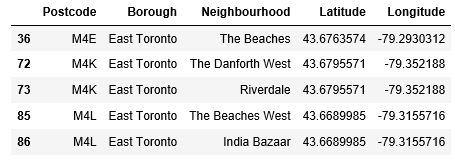 Postcode Borough Neighbourhood Latitude Longitude
36 M4E East Toronto The Beaches 43.6763574 -79.2930312
72 M4K East Toronto The Danforth West 43.6795571 -79.352188
73 M4K East Toronto Riverdale 43.6795571 -79.352188
85 M4L East Toronto The Beaches West 43.6689985 -79.3155716
86 M4L East Toronto India Bazaar 43.6689985 -79.3155716